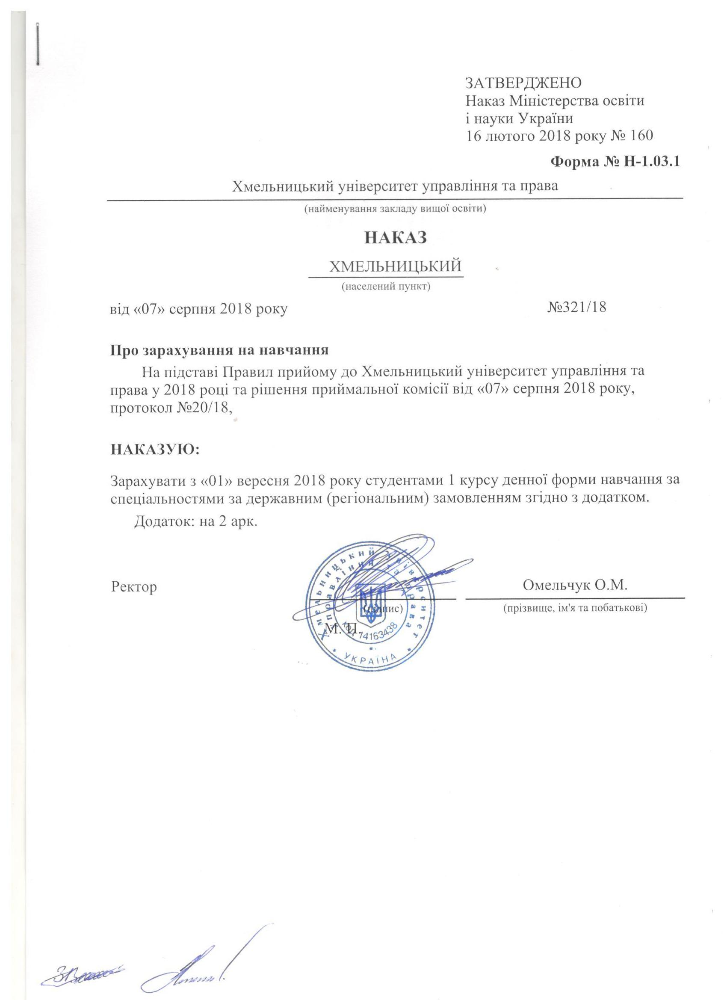 ЗАТВЕРДЖЕНО
Наказ Міністерства освіти
і науки України
16 лютого 2018 року № 160
Форма № Н-1.03.1
Хмельницький університет управління та права
(найменування закладу вищої освіти)
НАКАЗ
ХМЕЛЬНИЦЬКИЙ
(населений пункт)
від «07» серпня 2018 року №321/18
Про зарахування на навчання
На підставі Правил прийому до Хмельницький університет управління та
права у 2018 році та рішення приймальної комісії від «07» серпня 2018 року,
протокол №20/18,
НАКАЗУЮ:
Зарахувати з «01» вересня 2018 року студентами 1 курсу денної форми навчання за
спеціальностями за державним (регіональним) замовленням згідно з додатком.
Додаток: на 2 арк.
Ректор Омельчук О.М.
(підпис) (прізвище, ім'я та побатькові)
М. П.
Хмельницький університет
управління та права
код 14163438
* УКРАЇНА *